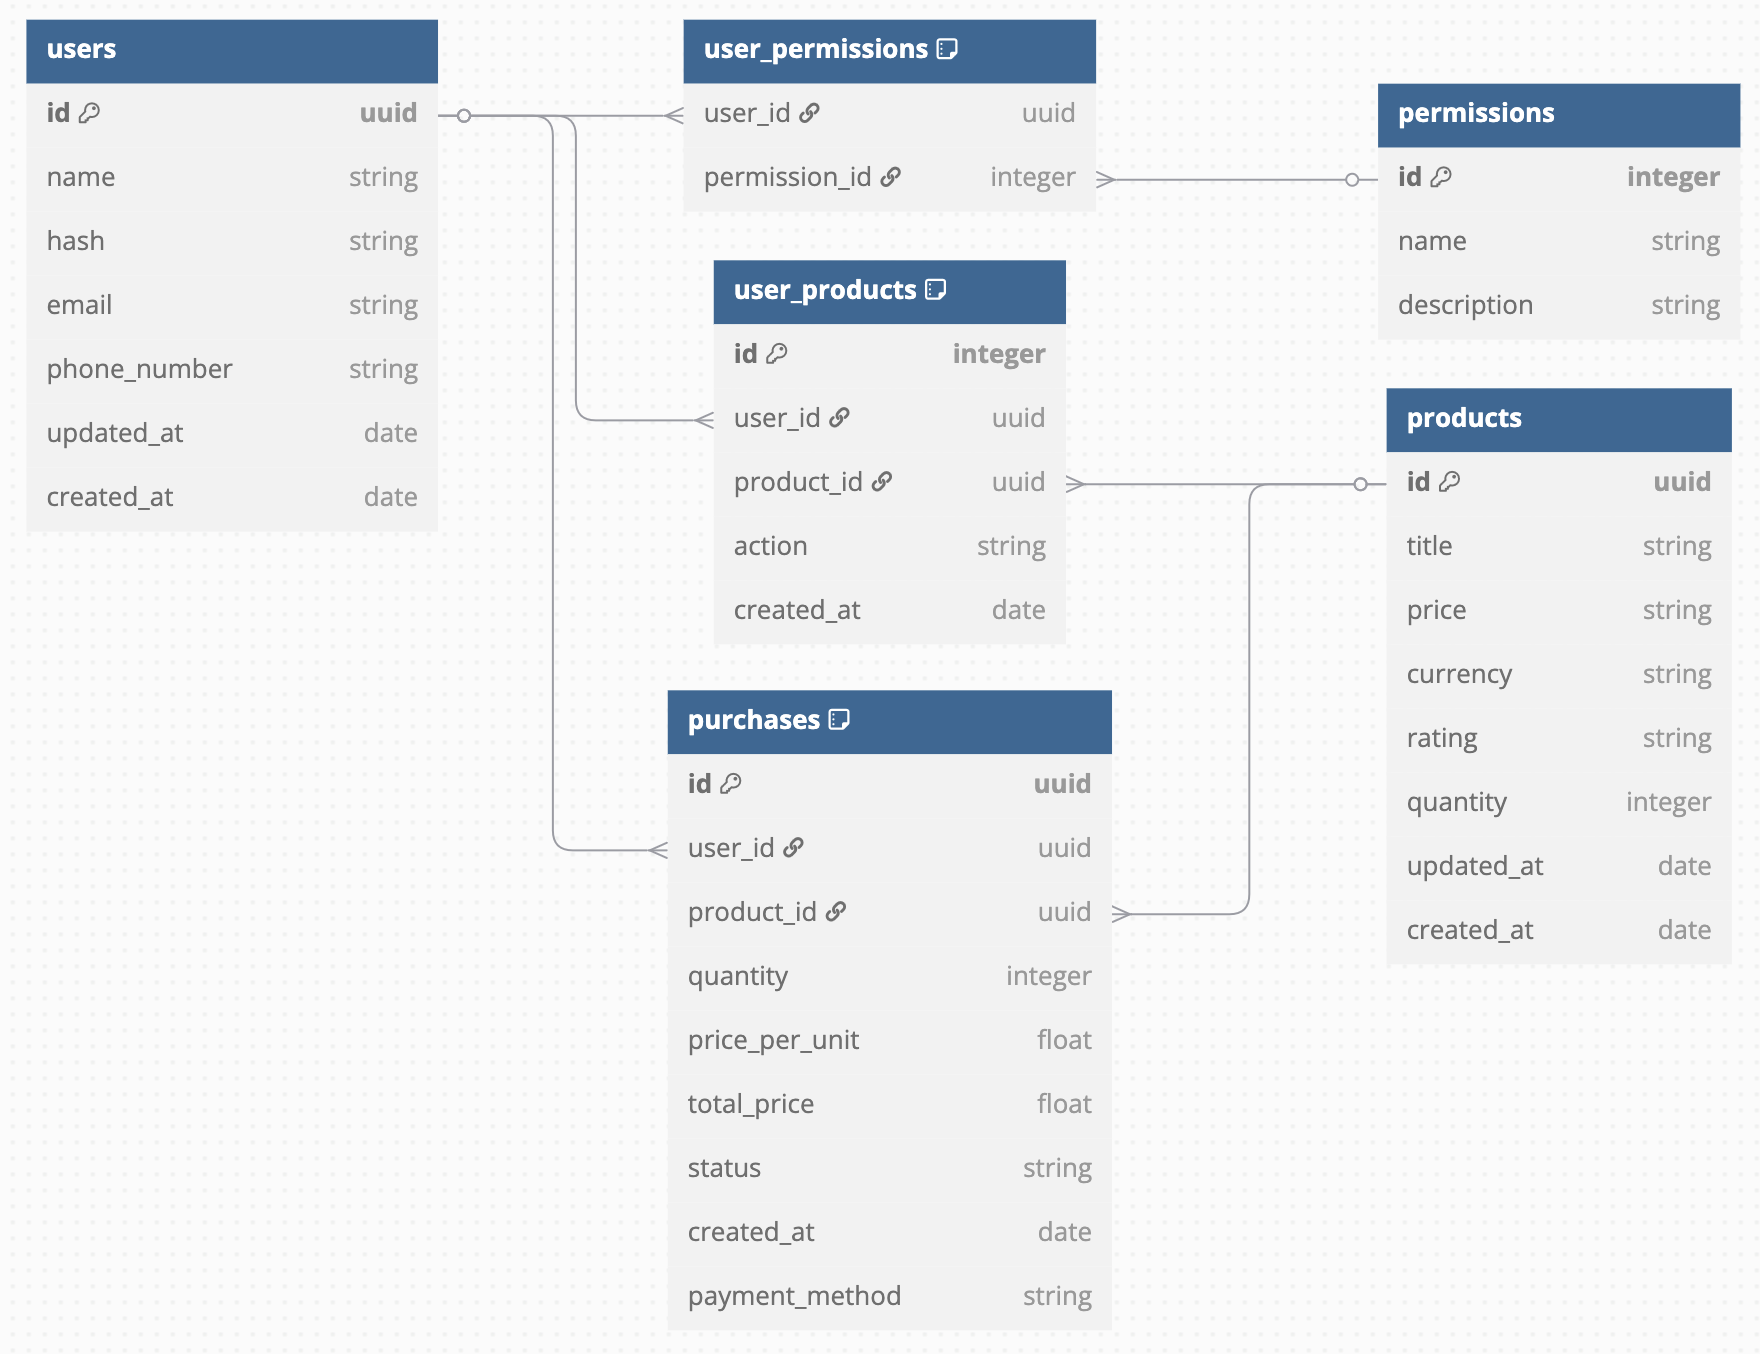 users
id uuid
name string
hash string
email string
phone_number string
updated_at date
created_at date
user_permissions
user_id uuid
permission_id integer
permissions
id integer
name string
description string
user_products
id integer
user_id uuid
product_id uuid
action string
created_at date
products
id uuid
title string
price string
currency string
rating string
quantity integer
updated_at date
created_at date
purchases
id uuid
user_id uuid
product_id uuid
quantity integer
price_per_unit float
total_price float
status string
created_at date
payment_method string